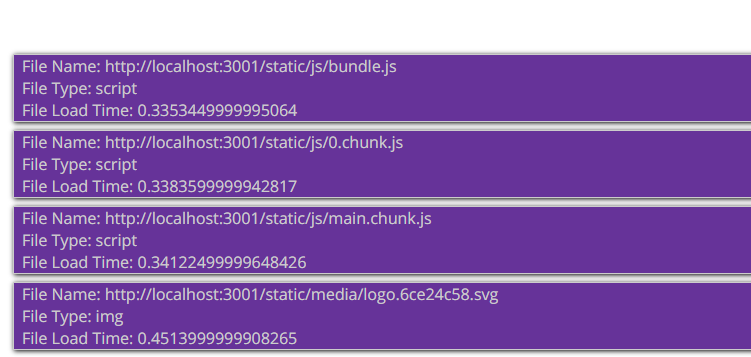 File Name: http://localhost:3001/static/js/bundle.js
File Type: script
File Load Time: 0.3353449999995064
File Name: http://localhost:3001/static/js/0.chunk.js
File Type: script
File Load Time: 0.3383599999942817
File Name: http://localhost:3001/static/js/main.chunk.js
File Type: script
File Load Time: 0.34122499999648426
File Name: http://localhost:3001/static/media/logo.6ce24c58.svg
File Type: img
File Load Time: 0.4513999999908265